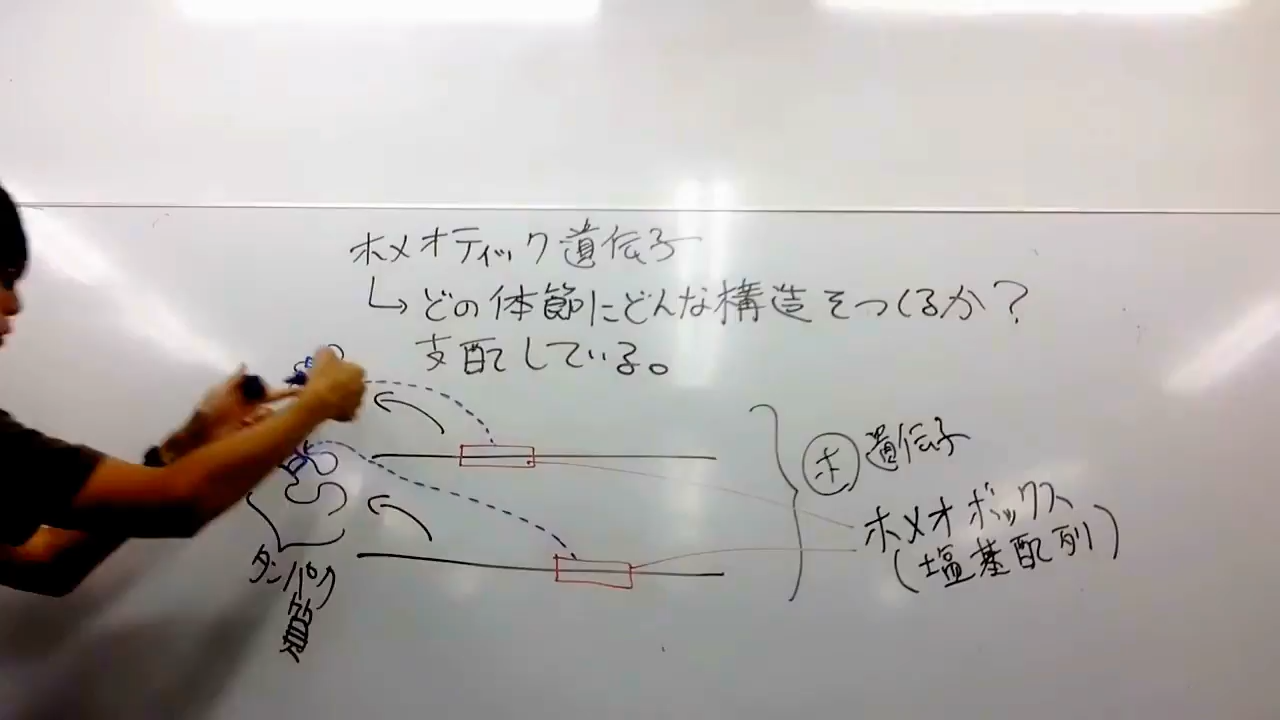 ホメオティック遺伝子
どの体節にどんな構造をつくるか?
支配している。
ホ 遺伝子
ホメオボックス
(塩基配列)
タンパク
質